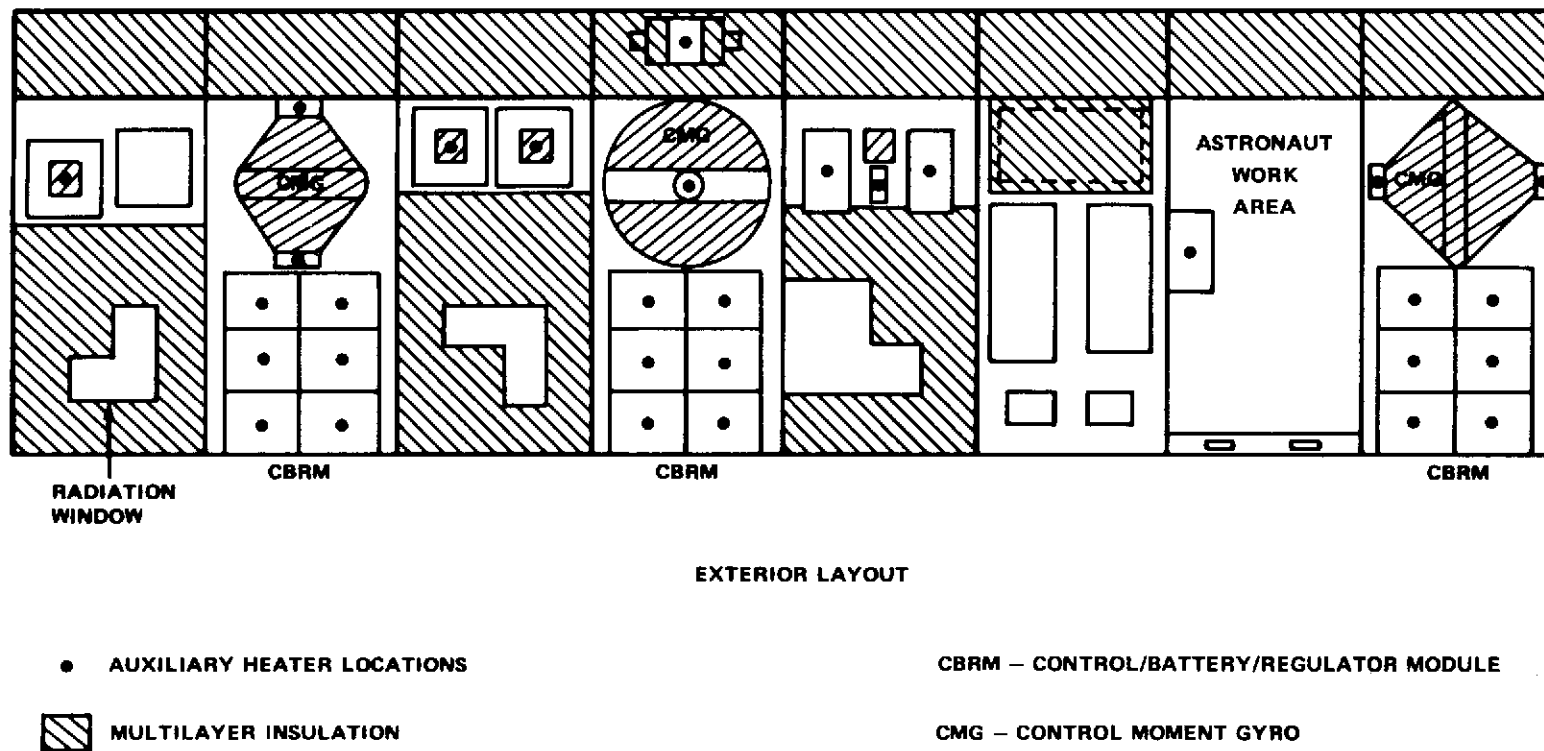 CMG
ASTRONAUT
WORK
AREA
CMG
CMG
CBRM
CBRM
CBRM
RADIATION
WINDOW
EXTERIOR LAYOUT
AUXILIARY HEATER LOCATIONS
CBRM – CONTROL/BATTERY/REGULATOR MODULE
MULTILAYER INSULATION
CMG – CONTROL MOMENT GYRO